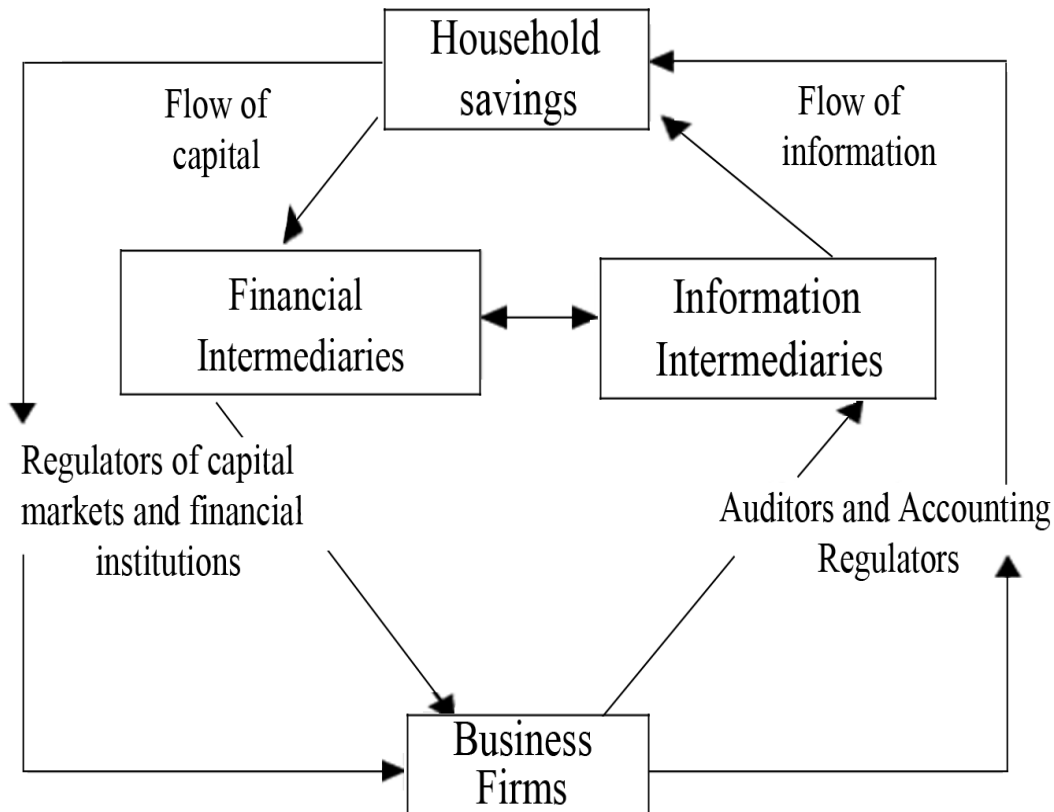 Household
savings
Flow of
capital
Flow of
information
Financial
Intermediaries
Information
Intermediaries
Regulators of capital
markets and financial
institutions
Auditors and Accounting
Regulators
Business
Firms